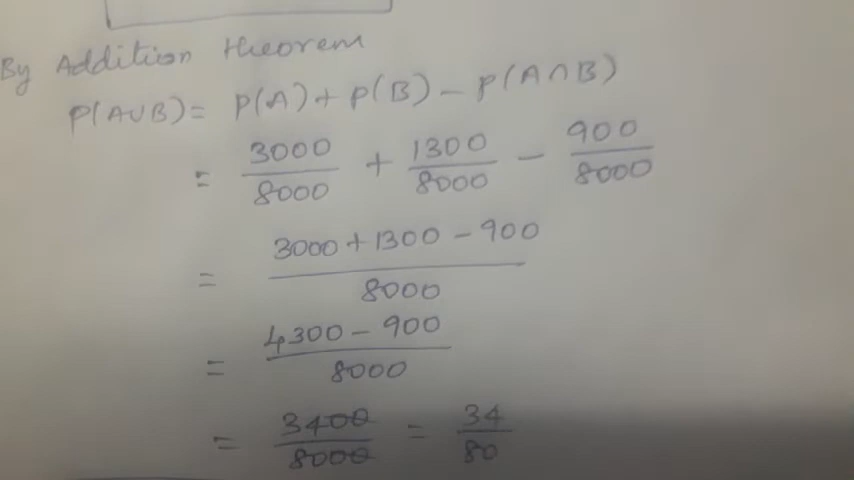 By Addition theorem
P(A∪B) = P(A) + P(B) - P(A∩B)
= 3000/8000 + 1300/8000 - 900/8000
= 3000+1300-900/8000
= 4300-900/8000
= 3400/8000 = 34/80